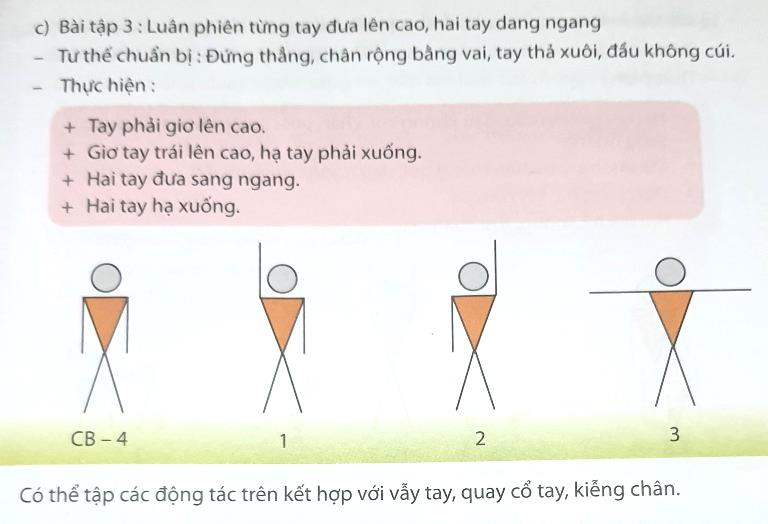 c) Bài tập 3 : Luân phiên từng tay đưa lên cao, hai tay dang ngang
– Tư thế chuẩn bị : Đứng thẳng, chân rộng bằng vai, tay thả xuôi, đầu không cúi.
– Thực hiện :
+ Tay phải giơ lên cao.
+ Giơ tay trái lên cao, hạ tay phải xuống.
+ Hai tay đưa sang ngang.
+ Hai tay hạ xuống.
CB – 4 1 2 3
Có thể tập các động tác trên kết hợp với vẫy tay, quay cổ tay, kiễng chân.